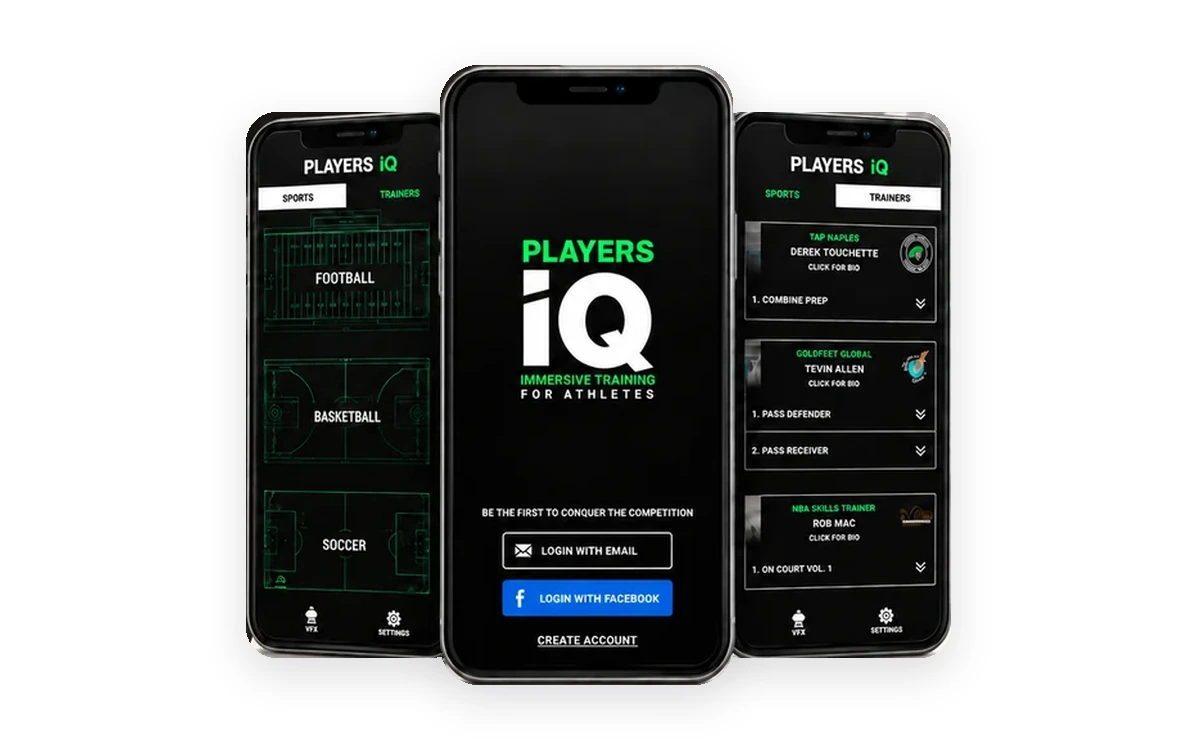 PLAYERS iQ
SPORTS
TRAINERS
FOOTBALL
BASKETBALL
SOCCER
VFX
SETTINGS
PLAYERS
iQ
IMMERSIVE TRAINING
FOR ATHLETES
BE THE FIRST TO CONQUER THE COMPETITION
LOGIN WITH EMAIL
f LOGIN WITH FACEBOOK
CREATE ACCOUNT
PLAYERS iQ
SPORTS
TRAINERS
TAP NAPLES
DEREK TOUCHETTE
CLICK FOR BIO
1. COMBINE PREP
GOLDFEET GLOBAL
TEVIN ALLEN
CLICK FOR BIO
1. PASS DEFENDER
2. PASS RECEIVER
NBA SKILLS TRAINER
ROB MAC
CLICK FOR BIO
1. ON COURT VOL. 1
VFX
SETTINGS